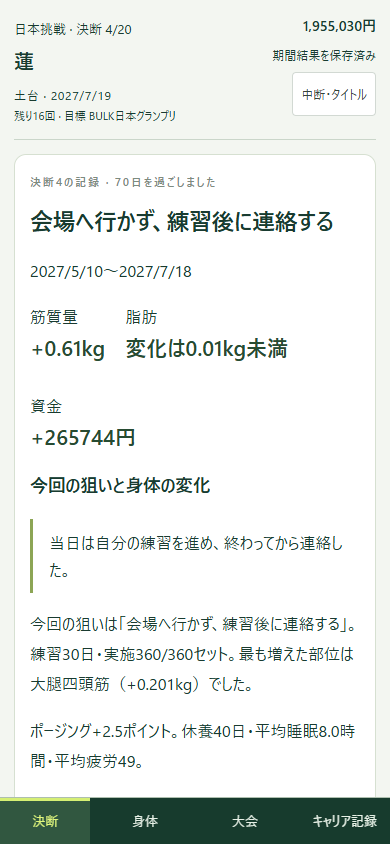 日本挑戦・決断 4/20
1,955,030円
蓮
期間結果を保存済み
土台・2027/7/19
残り16回・目標 BULK日本グランプリ
中断・タイトル
決断4の記録・70日を過ごしました
会場へ行かず、練習後に連絡する
2027/5/10〜2027/7/18
筋質量 脂肪
+0.61kg 変化は0.01kg未満
資金
+265744円
今回の狙いと身体の変化
当日は自分の練習を進め、終わってから連絡し
た。
今回の狙いは「会場へ行かず、練習後に連絡する」。
練習30日・実施360/360セット。最も増えた部位は
大腿四頭筋（+0.201kg）でした。
ポージング+2.5ポイント。休養40日・平均睡眠8.0時
間・平均疲労49。
決断 身体 大会 キャリア記録